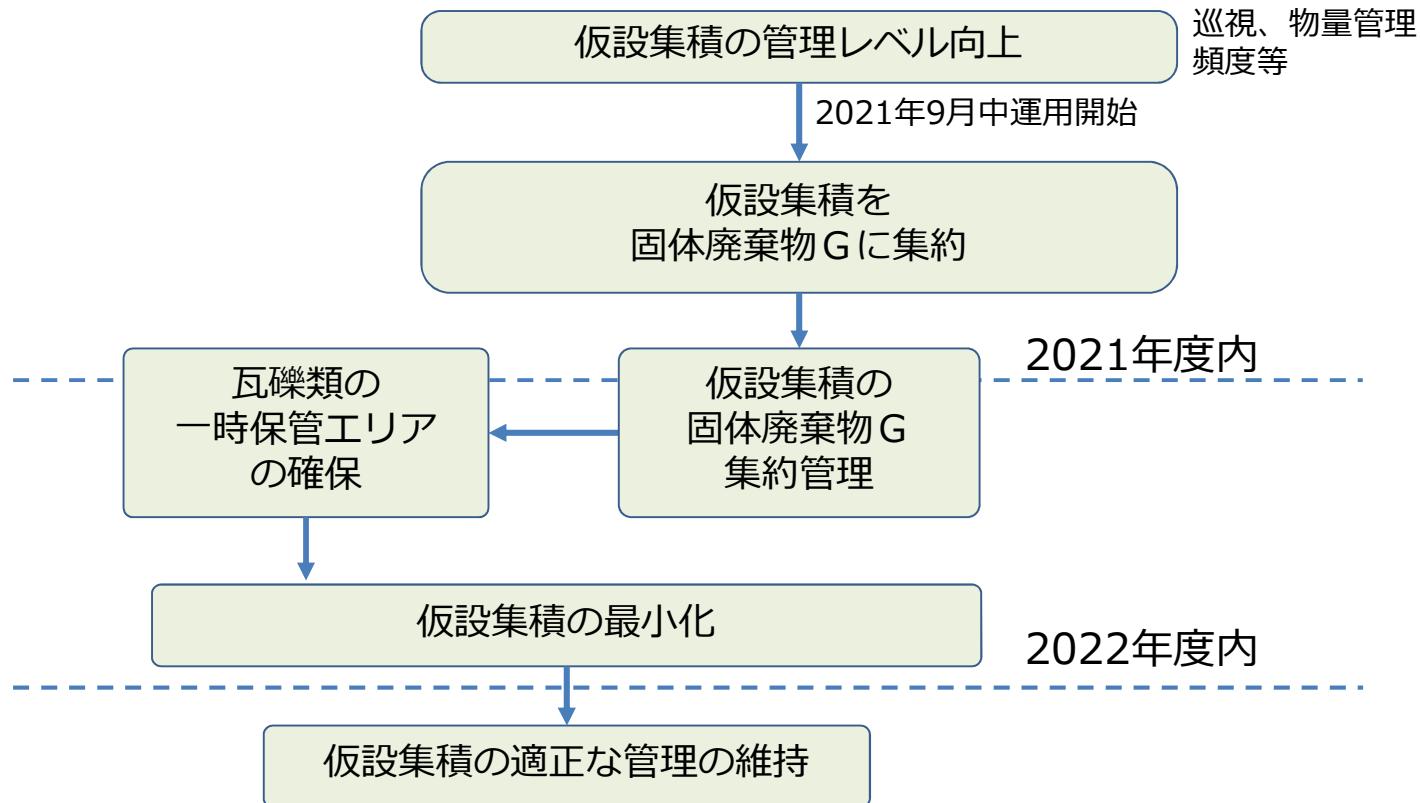 仮設集積の管理レベル向上
巡視、物量管理
頻度等
2021年9月中運用開始
仮設集積を
固体廃棄物Ｇに集約
2021年度内
瓦礫類の
一時保管エリア
の確保
仮設集積の
固体廃棄物Ｇ
集約管理
仮設集積の最小化
2022年度内
仮設集積の適正な管理の維持